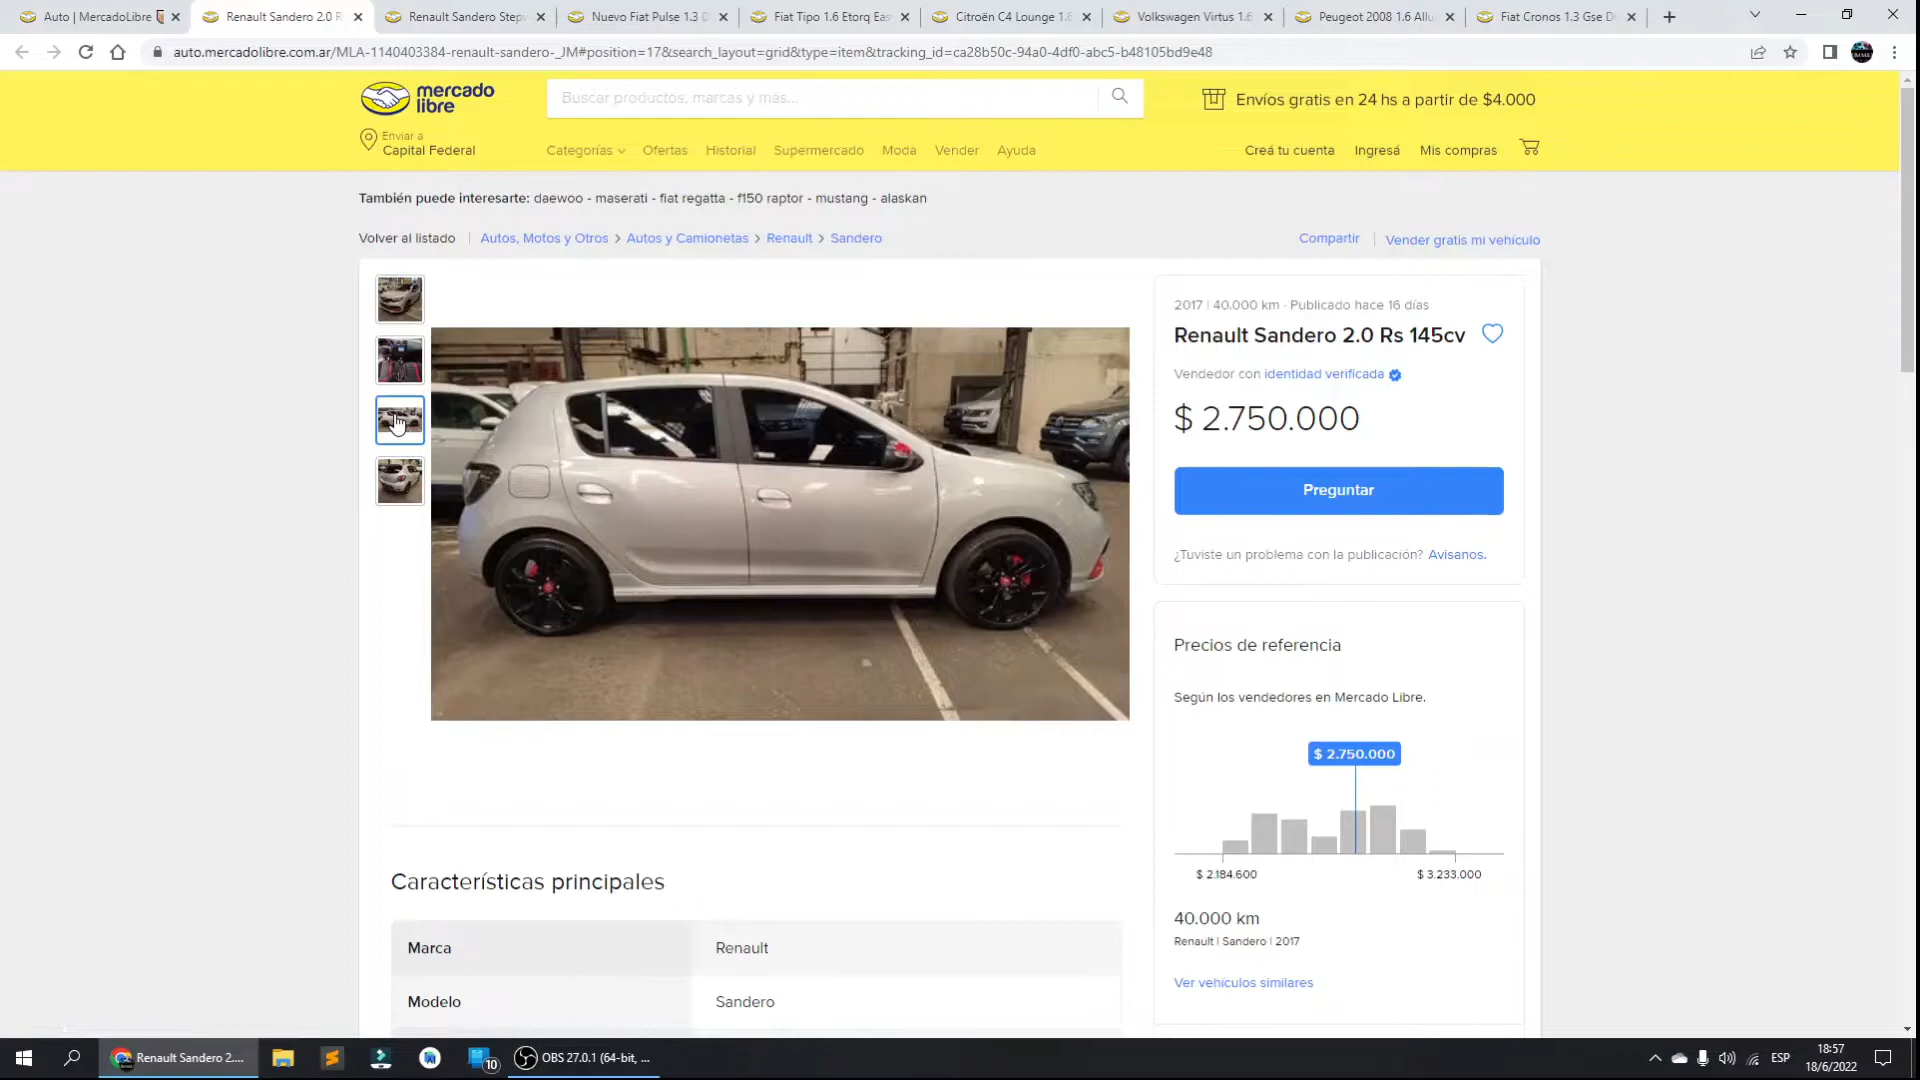 Auto | MercadoLibre
Renault Sandero 2.0 R
Renault Sandero Step
Nuevo Fiat Pulse 1.3
Fiat Tipo 1.6 Etorq Eas
Citroën C4 Lounge 1.6
Volkswagen Virtus 1.6
Peugeot 2008 1.6 Allu
Fiat Cronos 1.3 Gse D
auto.mercadolibre.com.ar/MLA-1140403384-renault-sandero-_JM#position=17&search_layout=grid&type=item&tracking_id=ca28b50c-94a0-4df0-abc5-b48105bd9e48
mercado
libre
Buscar productos, marcas y más...
Envíos gratis en 24 hs a partir de $4.000
Enviar a
Capital Federal
Categorías
Ofertas
Historial
Supermercado
Moda
Vender
Ayuda
Creá tu cuenta
Ingresá
Mis compras
También puede interesarte: daewoo - maserati - fiat regatta - f150 raptor - mustang - alaskan
Volver al listado
Autos, Motos y Otros > Autos y Camionetas > Renault > Sandero
Compartir
Vender gratis mi vehículo
2017 | 40.000 km · Publicado hace 16 días
Renault Sandero 2.0 Rs 145cv
Vendedor con identidad verificada
$ 2.750.000
Preguntar
¿Tuviste un problema con la publicación? Avisanos.
Precios de referencia
Según los vendedores en Mercado Libre.
$ 2.750.000
$ 2.184.600
$ 3.233.000
40.000 km
Renault | Sandero | 2017
Ver vehículos similares
Características principales
Marca
Renault
Modelo
Sandero
Renault Sandero 2....
10
OBS 27.0.1 (64-bit, ...
ESP
18:57
18/6/2022